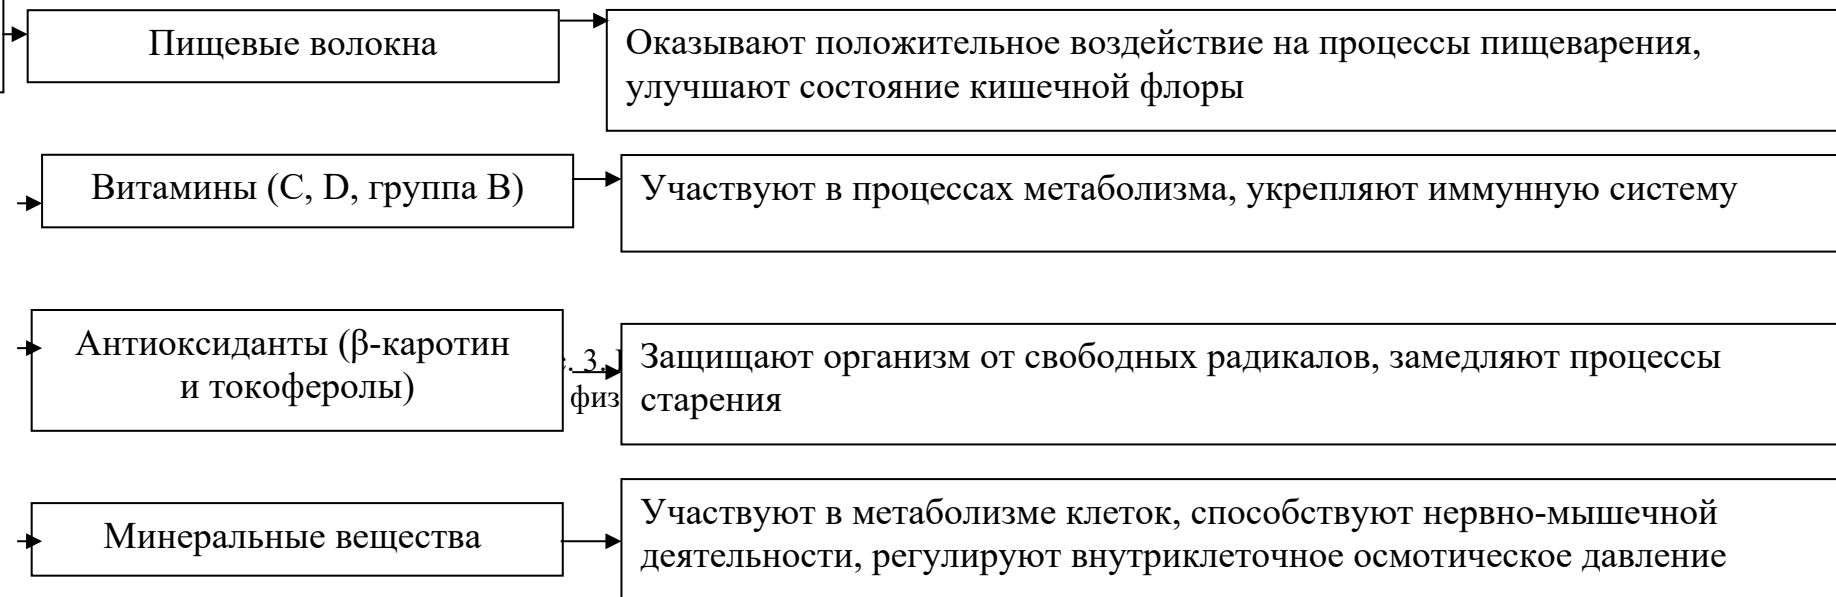 Пищевые волокна
Оказывают положительное воздействие на процессы пищеварения,
улучшают состояние кишечной флоры
Витамины (C, D, группа B)
Участвуют в процессах метаболизма, укрепляют иммунную систему
Антиоксиданты (β-каротин
и токоферолы)
3.
физ
Защищают организм от свободных радикалов, замедляют процессы
старения
Минеральные вещества
Участвуют в метаболизме клеток, способствуют нервно-мышечной
деятельности, регулируют внутриклеточное осмотическое давление